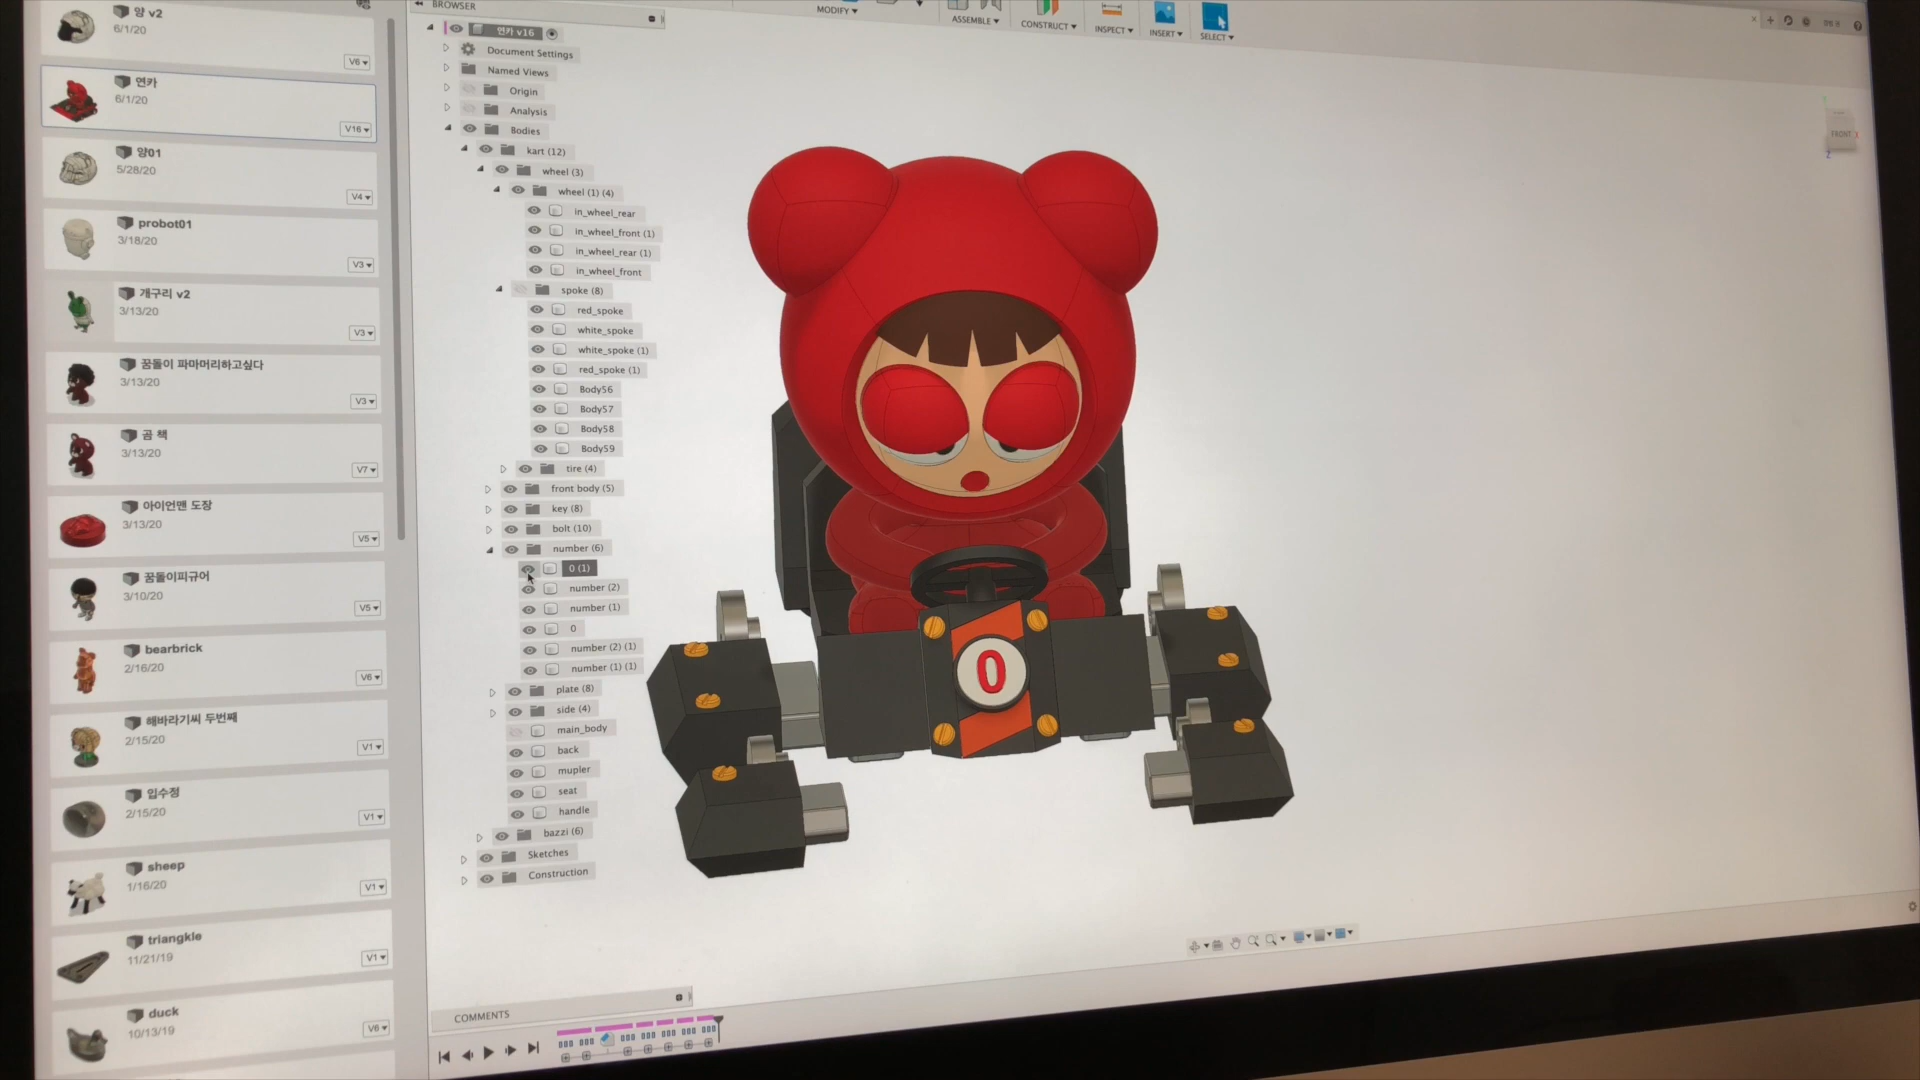 양 v2
6/1/20
V6
연카
6/1/20
V16
양01
5/28/20
V4
probot01
3/18/20
V3
개구리 v2
3/13/20
V3
꿈돌이 파마머리하고싶다
3/13/20
V3
곰 책
3/13/20
V7
아이언맨 도장
3/13/20
V5
꿈돌이피규어
3/10/20
V5
bearbrick
2/16/20
V6
해바라기씨 두번째
2/15/20
V1
입수정
2/15/20
V1
sheep
1/16/20
V1
triangkle
11/21/19
V1
duck
10/13/19
V6
BROWSER
MODIFY
ASSEMBLE
CONSTRUCT
INSPECT
INSERT
SELECT
연카 v16
Document Settings
Named Views
Origin
Analysis
Bodies
kart (12)
wheel (3)
wheel (1) (4)
in_wheel_rear
in_wheel_front (1)
in_wheel_rear (1)
in_wheel_front
spoke (8)
red_spoke
white_spoke
white_spoke (1)
red_spoke (1)
Body56
Body57
Body58
Body59
tire (4)
front body (5)
key (8)
bolt (10)
number (6)
0 (1)
number (2)
number (1)
0
number (2) (1)
number (1) (1)
plate (8)
side (4)
main_body
back
mupler
seat
handle
bazzi (6)
Sketches
Construction
COMMENTS
0
FRONT
Z